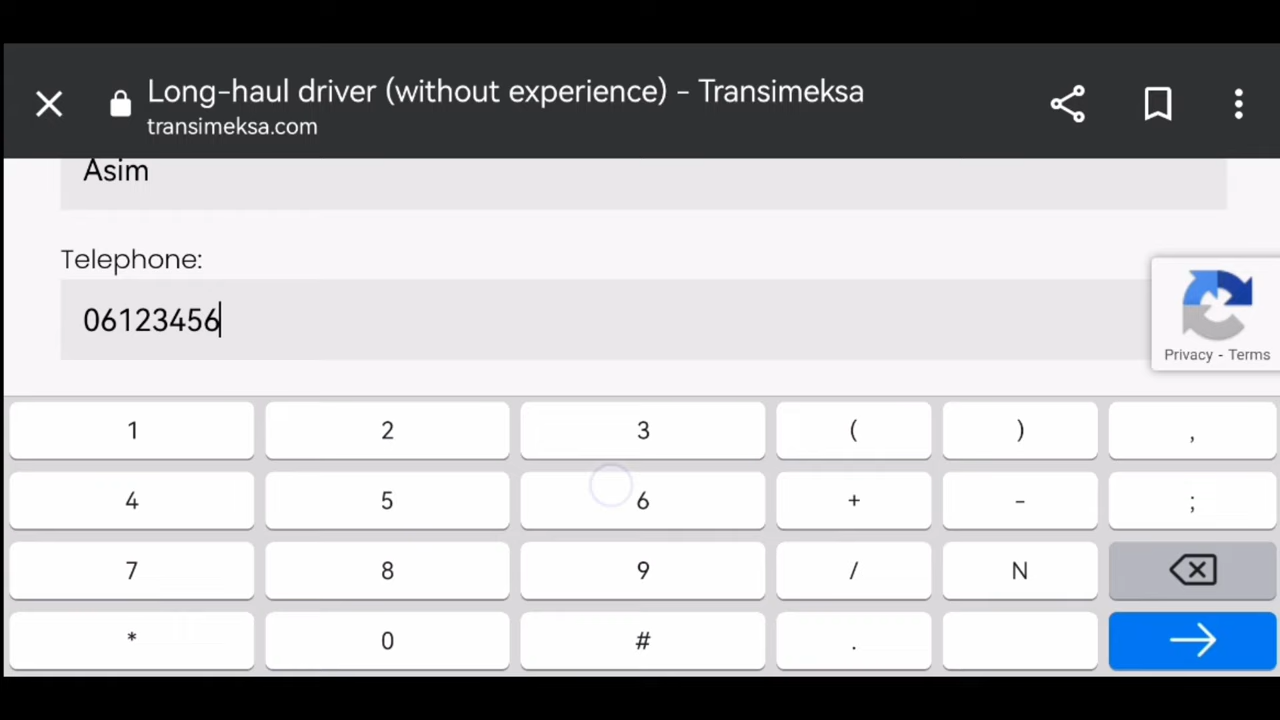 Long-haul driver (without experience) - Transimeksa
transimeksa.com
Asim
Telephone:
06123456
Privacy - Terms
1 2 3 ( ) ,
4 5 6 + - ;
7 8 9 / N
* 0 # .